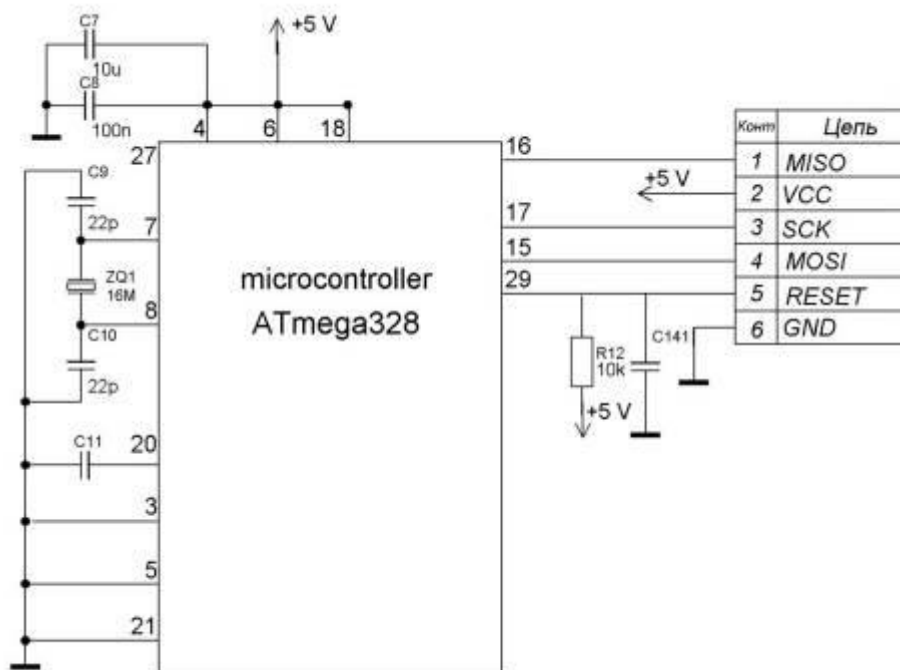 C7
10u
C8
100n
+5 V
4 6 18
27
C9
22p
7
ZQ1
16M
8
C10
22p
C11
20
3
5
21
microcontroller
ATmega328
16
17
15
29
+5 V
R12
10k
+5 V
C141
Конт Цепь
1 MISO
2 VCC
3 SCK
4 MOSI
5 RESET
6 GND